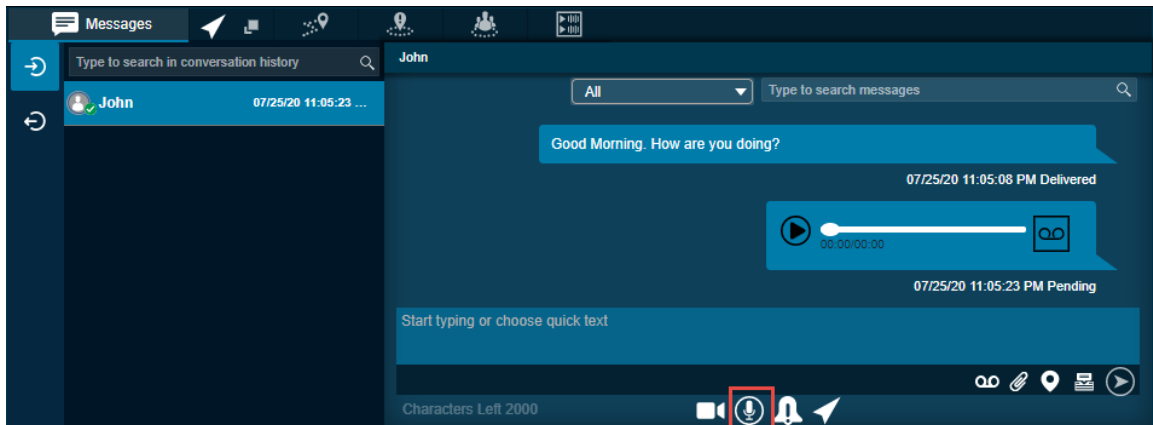 Messages
Type to search in conversation history
John
07/25/20 11:05:23 ...
John
All
Type to search messages
Good Morning. How are you doing?
07/25/20 11:05:08 PM Delivered
00:00/00:00
07/25/20 11:05:23 PM Pending
Start typing or choose quick text
Characters Left 2000